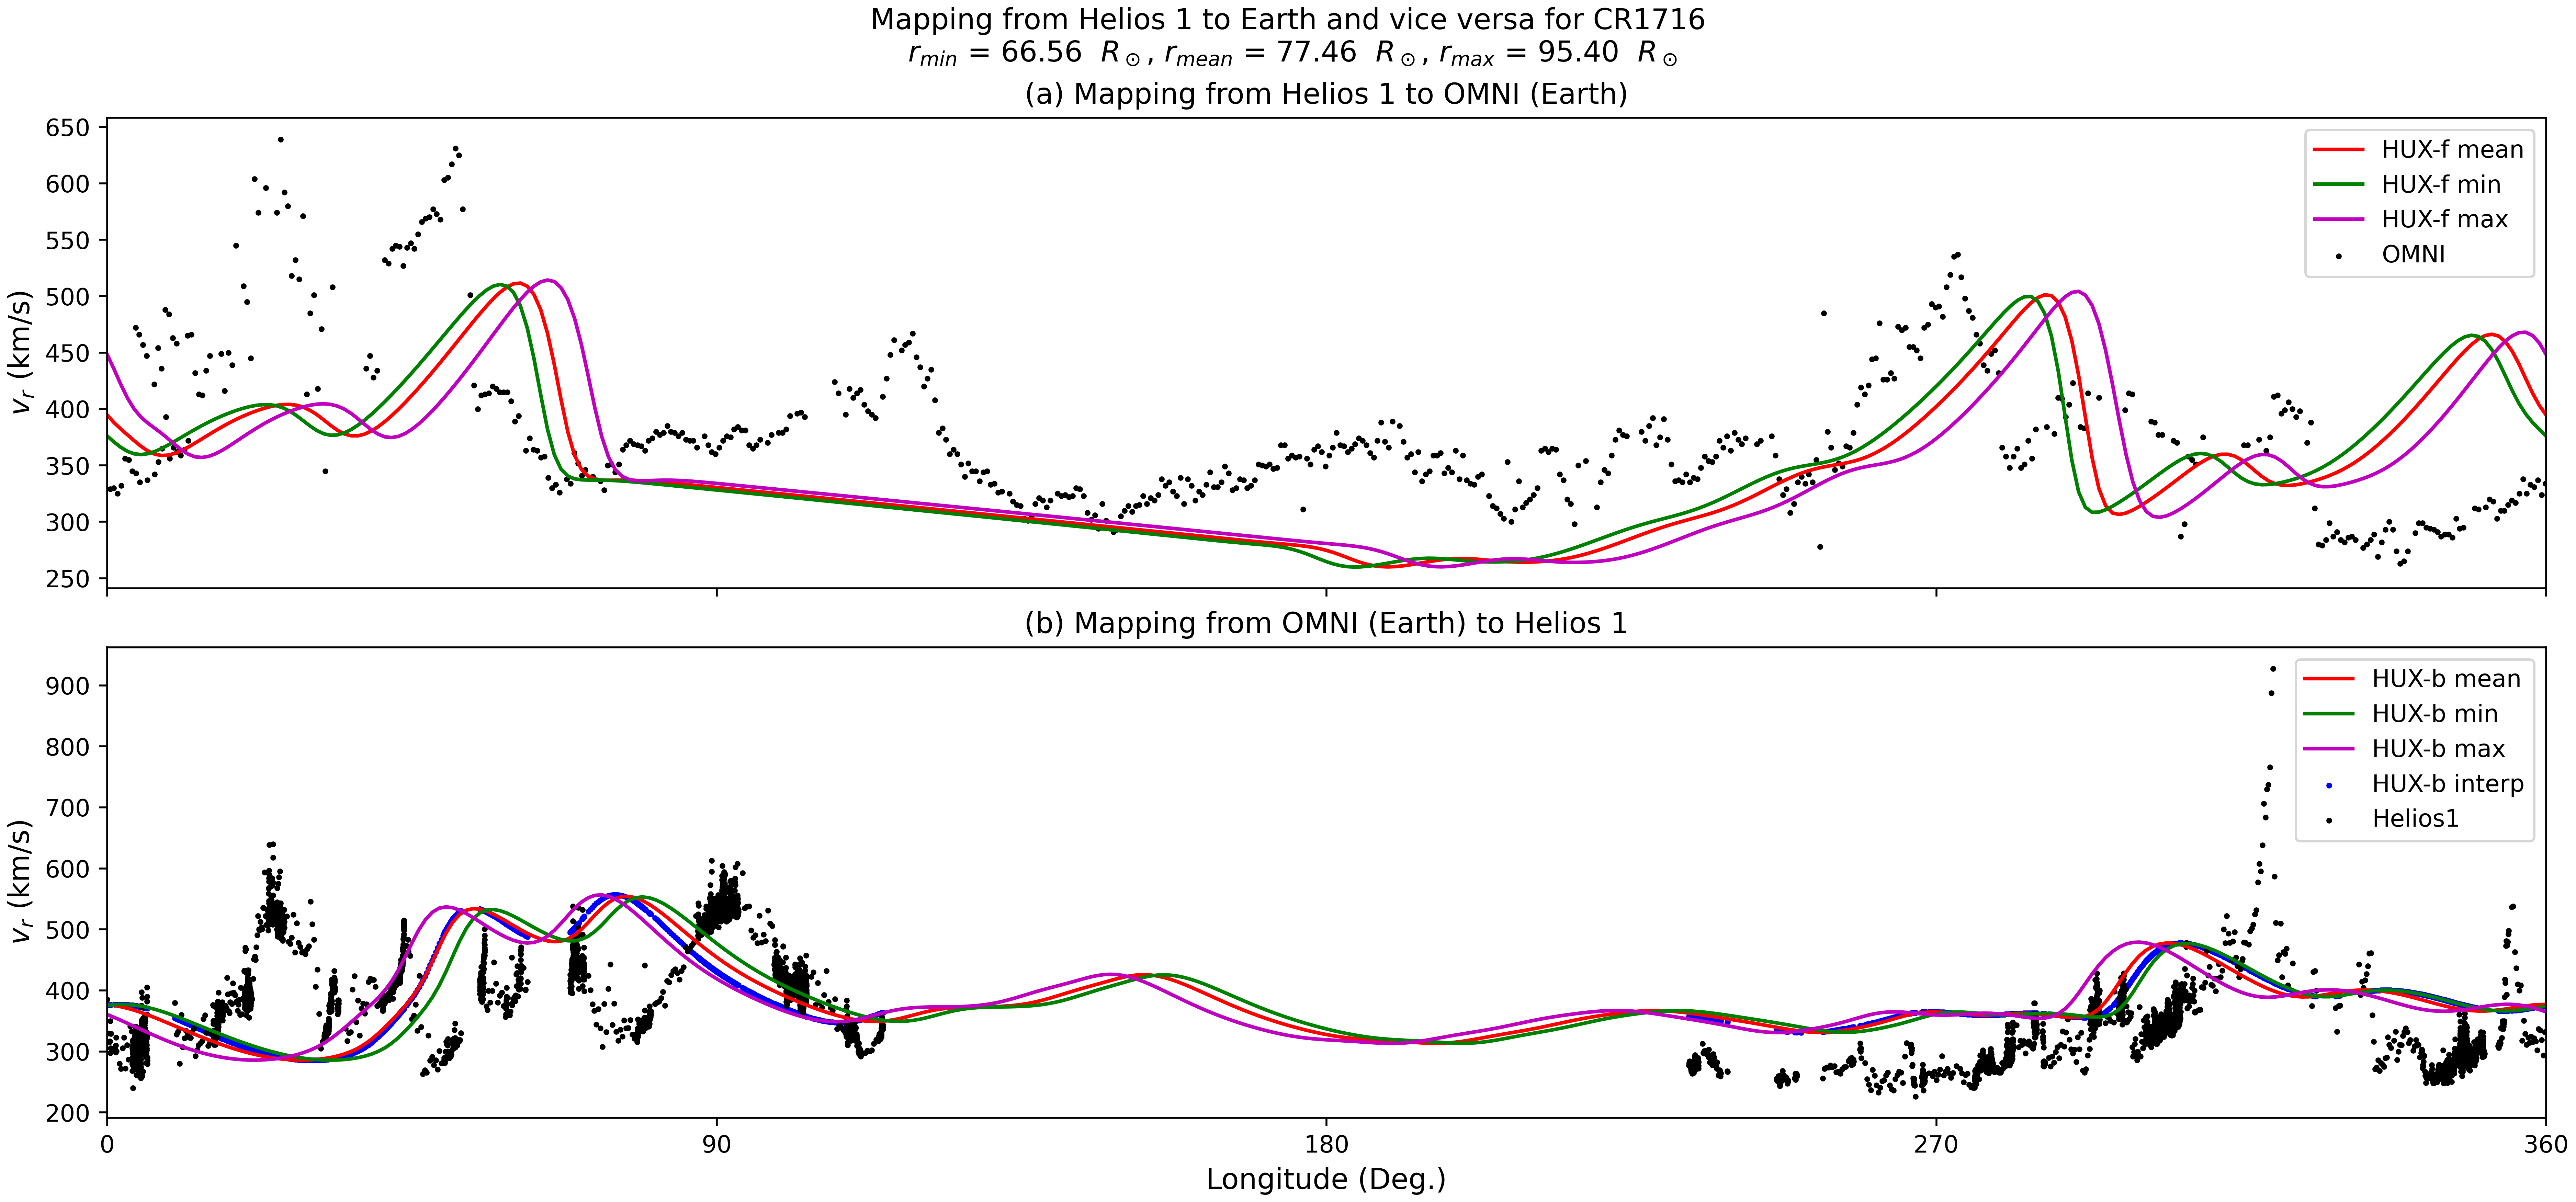 Mapping from Helios 1 to Earth and vice versa for CR1716
r_min = 66.56 R_⊙, r_mean = 77.46 R_⊙, r_max = 95.40 R_⊙
(a) Mapping from Helios 1 to OMNI (Earth)
650
600
550
500
450
400
350
300
250
v_r (km/s)
HUX-f mean
HUX-f min
HUX-f max
OMNI
(b) Mapping from OMNI (Earth) to Helios 1
900
800
700
600
500
400
300
200
v_r (km/s)
HUX-b mean
HUX-b min
HUX-b max
HUX-b interp
Helios1
0 90 180 270 360
Longitude (Deg.)